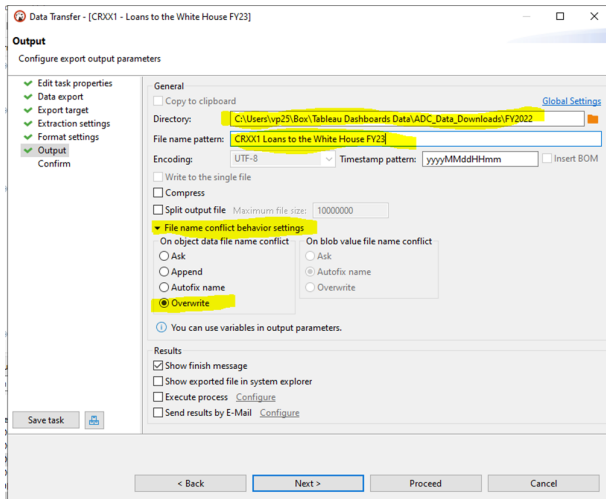 Data Transfer - [CRXX1 - Loans to the White House FY23]
Output
Configure export output parameters
Edit task properties
Data export
Export target
Extraction settings
Format settings
Output
Confirm
General
Copy to clipboard
Global Settings
Directory: C:\Users\vp25\Box\Tableau Dashboards Data\ADC_Data_Downloads\FY2022
File name pattern: CRXX1 Loans to the White House FY23
Encoding: UTF-8 Timestamp pattern: yyyyMMddHHmm Insert BOM
Write to the single file
Compress
Split output file Maximum file size: 10000000
File name conflict behavior settings
On object data file name conflict
Ask
Append
Autofix name
Overwrite
On blob value file name conflict
Ask
Autofix name
Overwrite
You can use variables in output parameters.
Results
Show finish message
Show exported file in system explorer
Execute process Configure
Send results by E-Mail Configure
Save task
< Back Next > Proceed Cancel